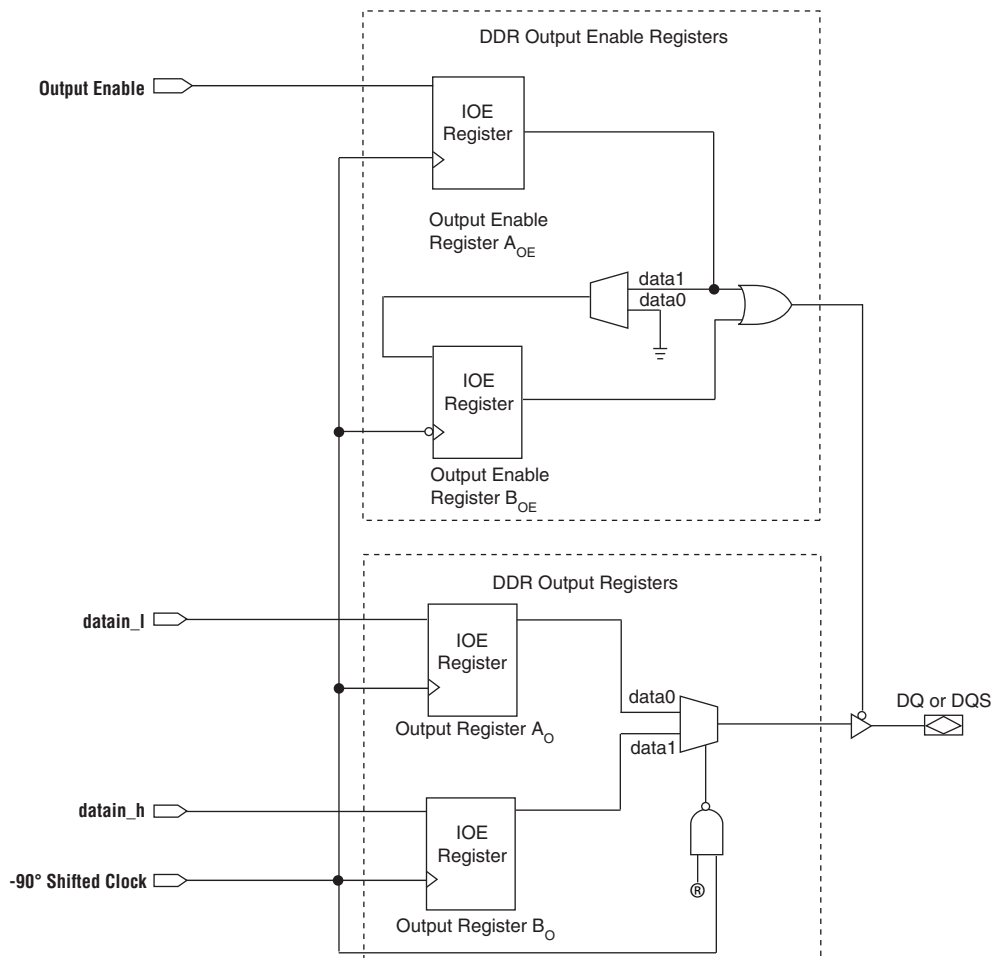 DDR Output Enable Registers
Output Enable
IOE
Register
Output Enable
Register A_OE
data1
data0
IOE
Register
Output Enable
Register B_OE
DDR Output Registers
datain_l
IOE
Register
data0
DQ or DQS
Output Register A_O
data1
datain_h
IOE
Register
-90° Shifted Clock
®
Output Register B_O